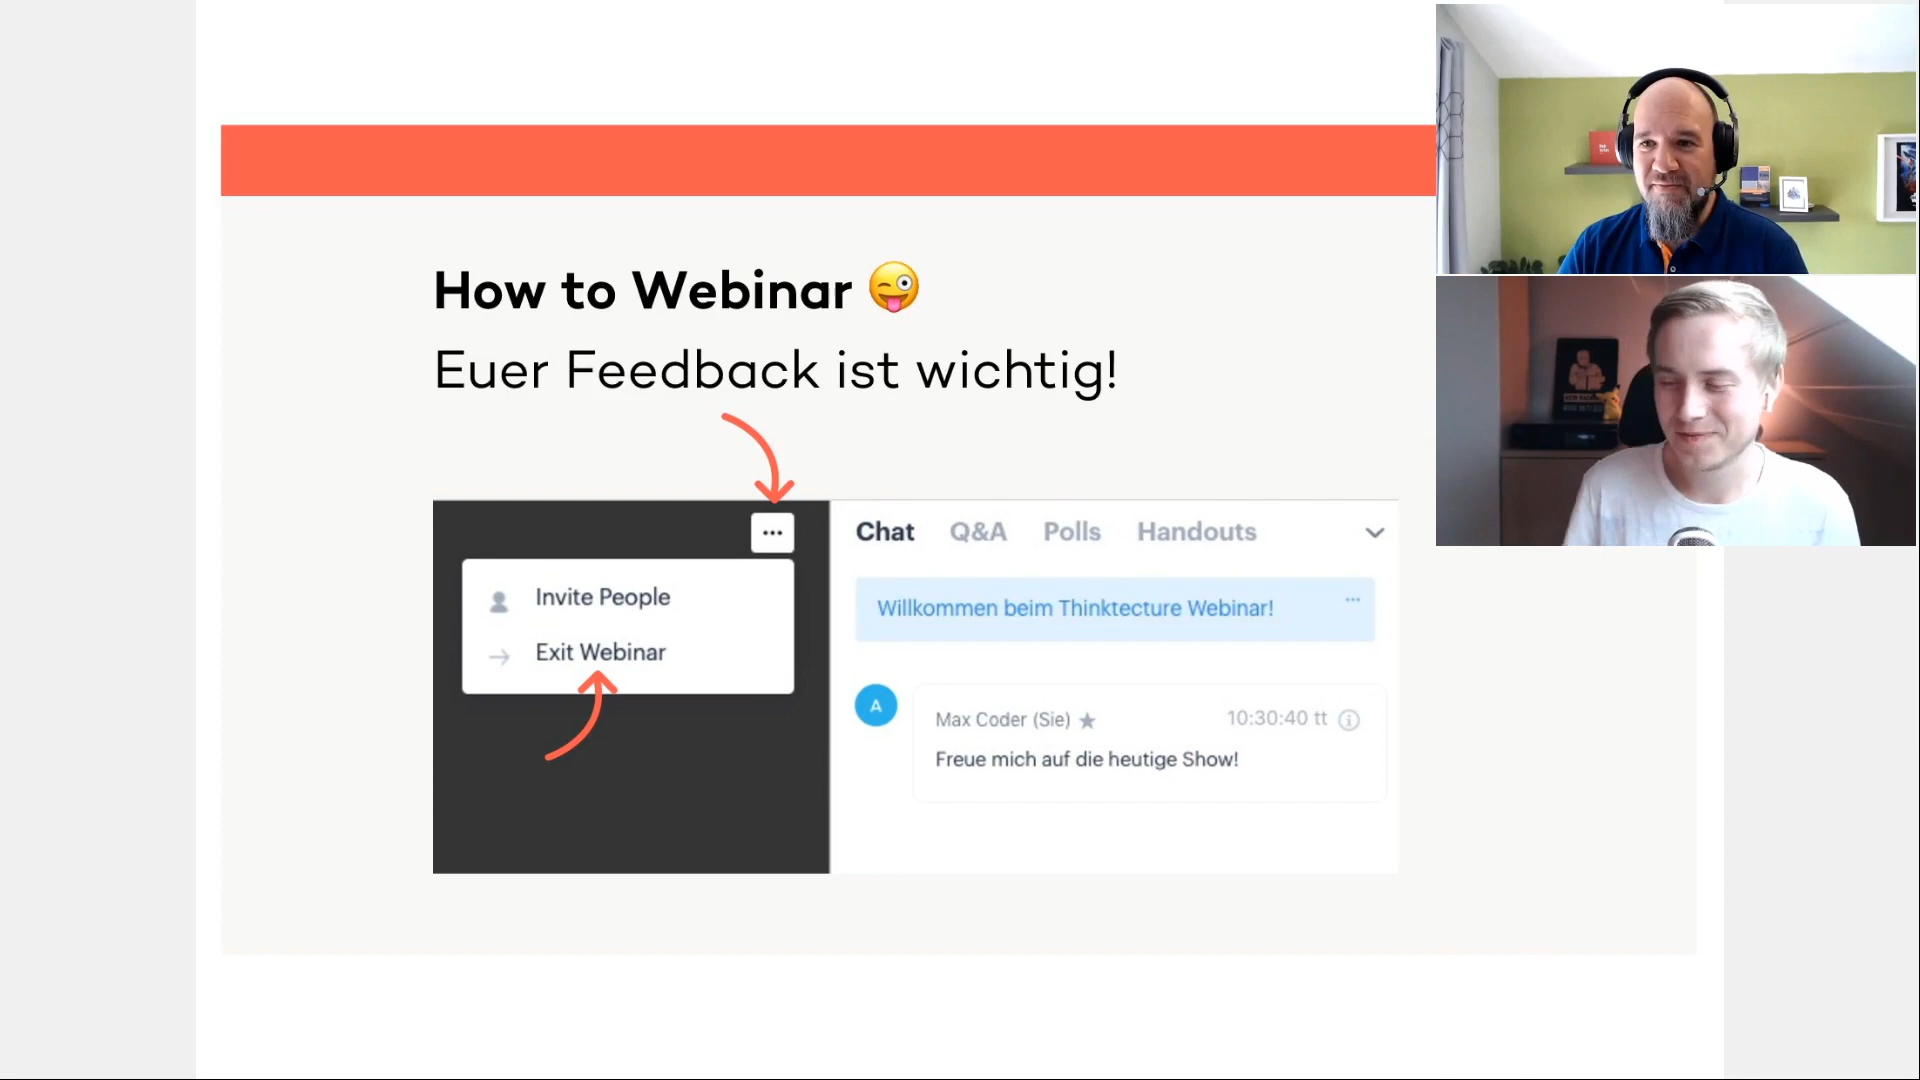 How to Webinar 😜
Euer Feedback ist wichtig!
...
Invite People
Exit Webinar
Chat Q&A Polls Handouts
Willkommen beim Thinktecture Webinar! ...
A
Max Coder (Sie) ★ 10:30:40 tt
Freue mich auf die heutige Show!